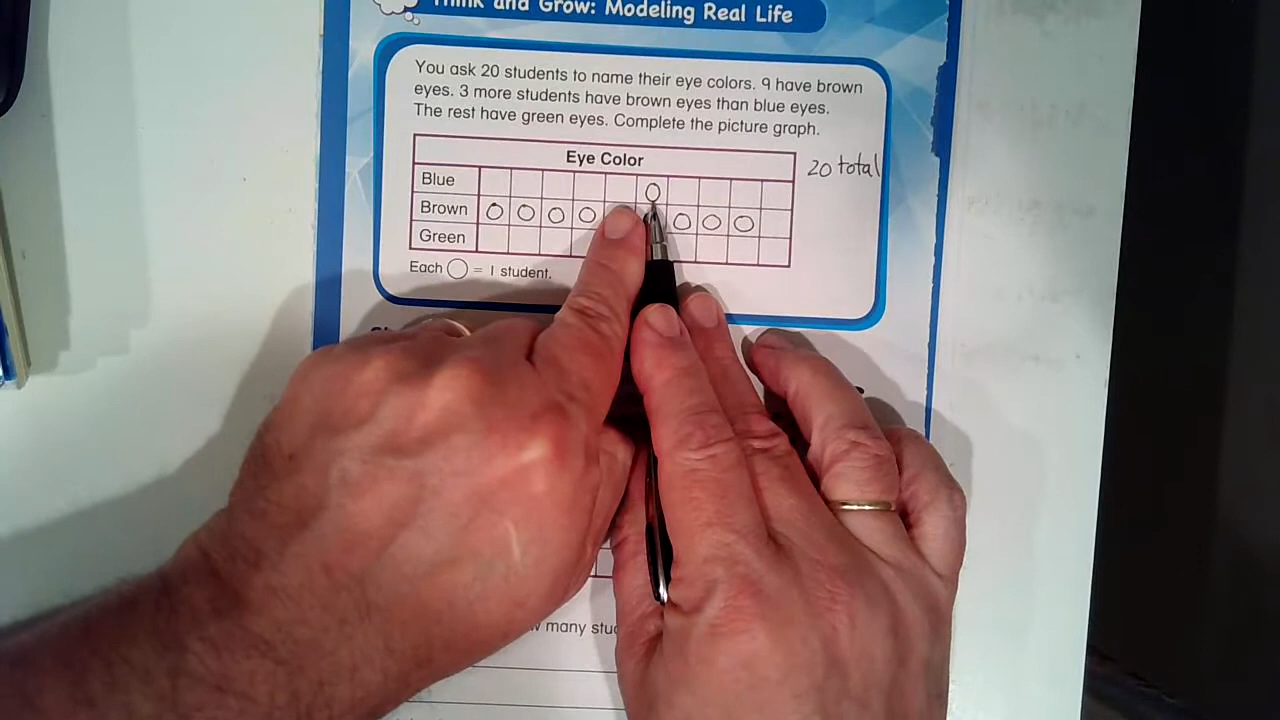 Think and Grow: Modeling Real Life
You ask 20 students to name their eye colors. 9 have brown
eyes. 3 more students have brown eyes than blue eyes.
The rest have green eyes. Complete the picture graph.
Eye Color
20 total
Blue
Brown
Green
Each = 1 student.
many